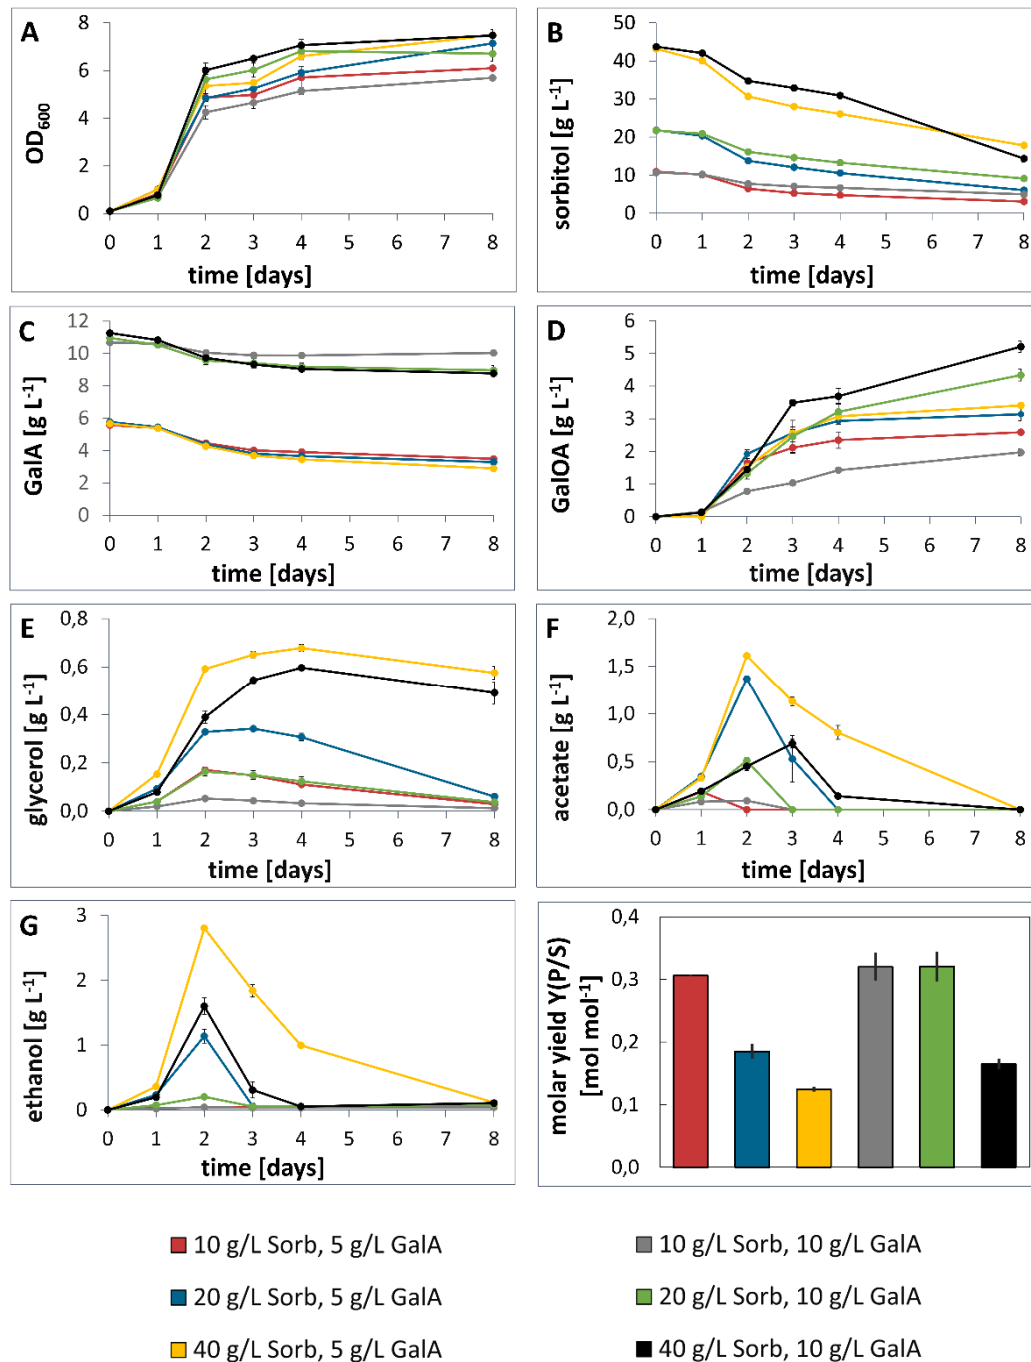 A
OD600
8
6
4
2
0
0 1 2 3 4 5 6 7 8
time [days]
B
sorbitol [g L-1]
50
40
30
20
10
0
0 1 2 3 4 5 6 7 8
time [days]
C
GalA [g L-1]
12
10
8
6
4
2
0
0 1 2 3 4 5 6 7 8
time [days]
D
GalOA [g L-1]
6
5
4
3
2
1
0
0 1 2 3 4 5 6 7 8
time [days]
E
glycerol [g L-1]
0,8
0,6
0,4
0,2
0,0
0 1 2 3 4 5 6 7 8
time [days]
F
acetate [g L-1]
2,0
1,5
1,0
0,5
0,0
0 1 2 3 4 5 6 7 8
time [days]
G
ethanol [g L-1]
3
2
1
0
0 1 2 3 4 5 6 7 8
time [days]
molar yield Y(P/S)
[mol mol-1]
0,4
0,3
0,2
0,1
0,0
10 g/L Sorb, 5 g/L GalA
10 g/L Sorb, 10 g/L GalA
20 g/L Sorb, 5 g/L GalA
20 g/L Sorb, 10 g/L GalA
40 g/L Sorb, 5 g/L GalA
40 g/L Sorb, 10 g/L GalA